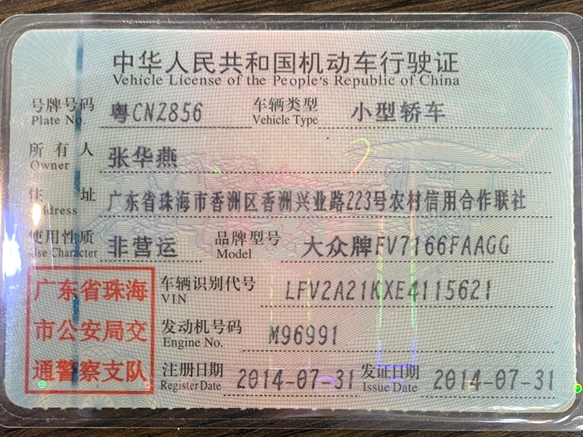 中华人民共和国机动车行驶证
Vehicle License of the People's Republic of China
号牌号码 粤CNZ856 车辆类型 小型轿车
Plate No. Vehicle Type
所有人 张华燕
Owner
住址 广东省珠海市香洲区香洲兴业路223号农村信用合作联社
Address
使用性质 非营运 品牌型号 大众牌FV7166FAAGG
Use Character Model
广东省珠海 车辆识别代号 LFV2A21KXE4115621
VIN
市公安局交 发动机号码 M96991
Engine No.
通警察支队 注册日期 2014-07-31 发证日期 2014-07-31
Register Date Issue Date